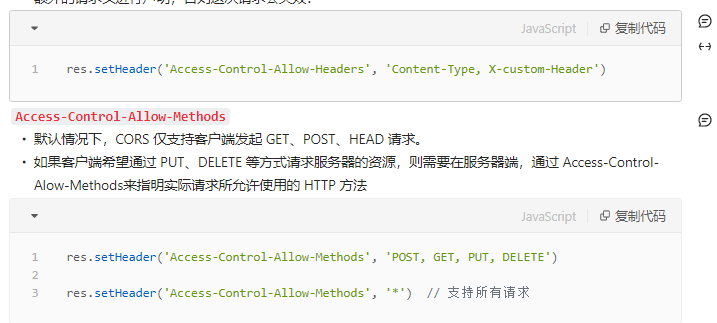 JavaScript 复制代码
1 res.setHeader('Access-Control-Allow-Headers', 'Content-Type, X-custom-Header')
Access-Control-Allow-Methods
• 默认情况下，CORS 仅支持客户端发起 GET、POST、HEAD 请求。
• 如果客户端希望通过 PUT、DELETE 等方式请求服务器的资源，则需要在服务器端，通过 Access-Control-
Alow-Methods来指明实际请求所允许使用的 HTTP 方法
JavaScript 复制代码
1 res.setHeader('Access-Control-Allow-Methods', 'POST, GET, PUT, DELETE')
2
3 res.setHeader('Access-Control-Allow-Methods', '*') // 支持所有请求